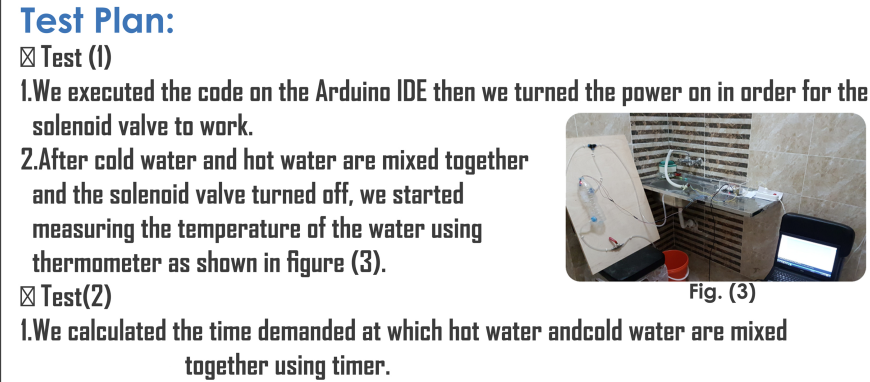 Test Plan:
☒ Test (1)
1.We executed the code on the Arduino IDE then we turned the power on in order for the
solenoid valve to work.
2.After cold water and hot water are mixed together
and the solenoid valve turned off, we started
measuring the temperature of the water using
thermometer as shown in figure (3).
Fig. (3)
☒ Test(2)
1.We calculated the time demanded at which hot water andcold water are mixed
together using timer.